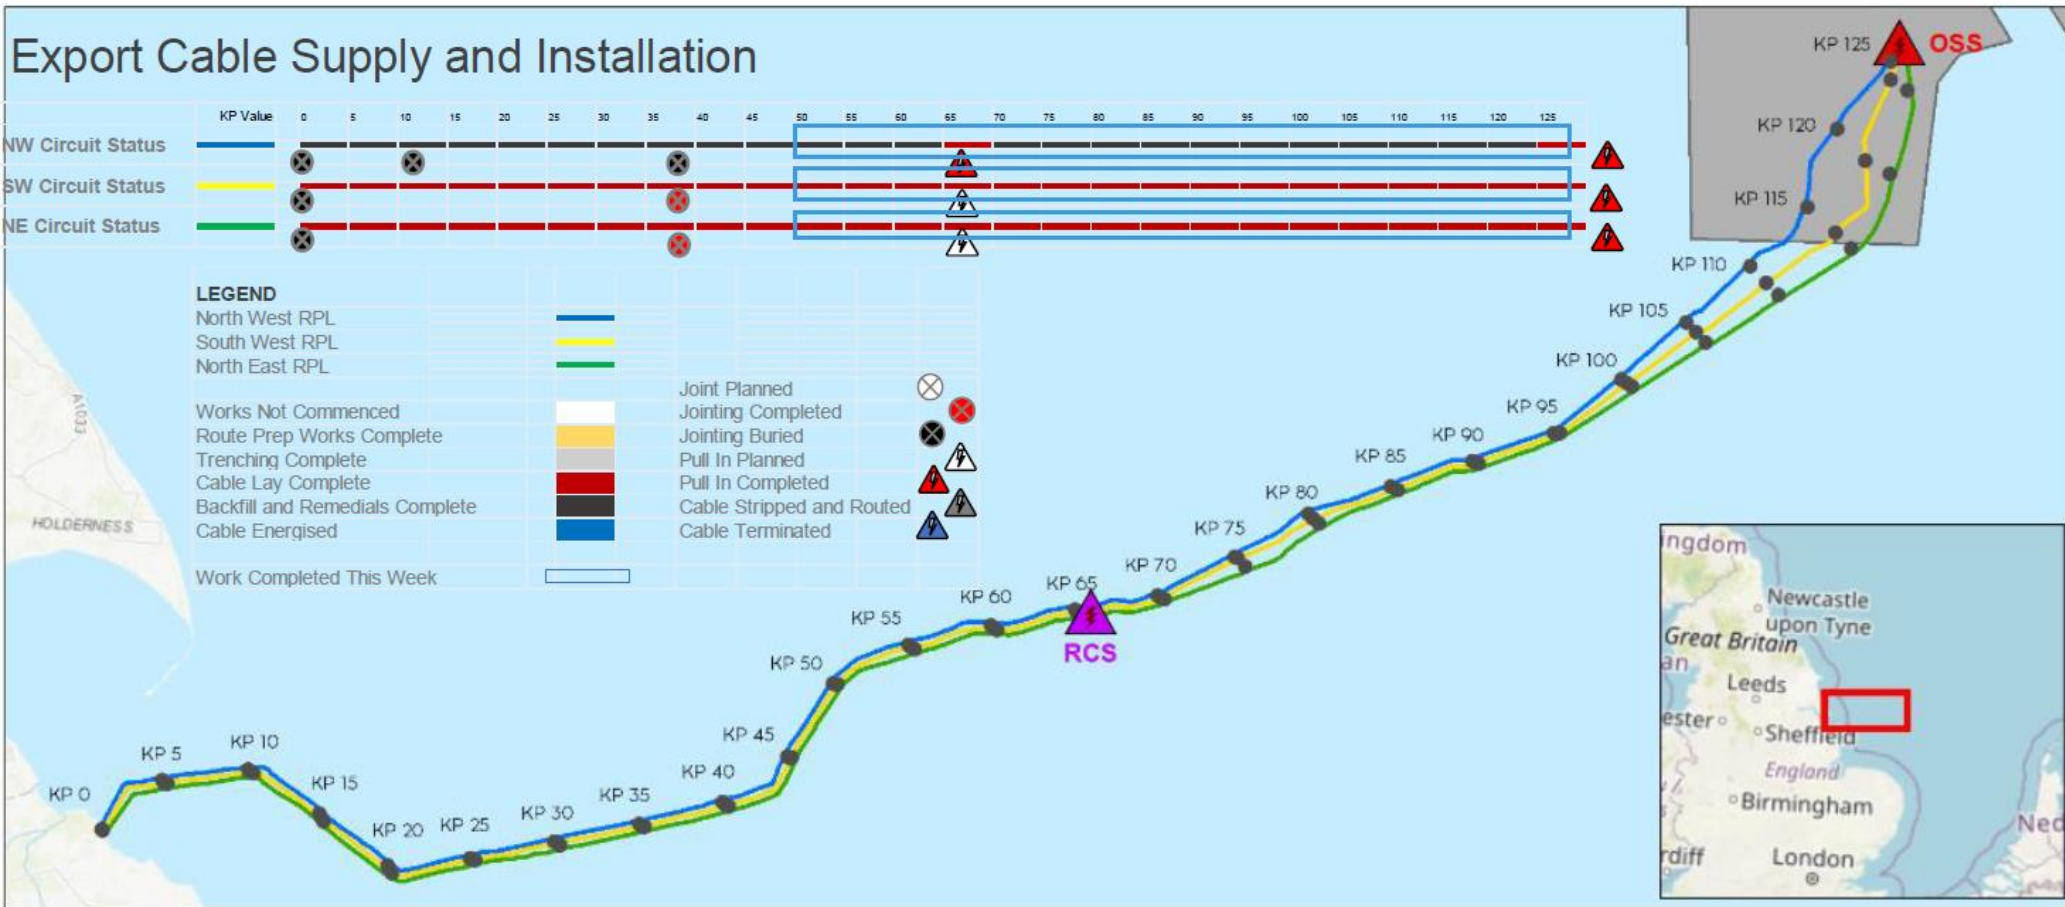 Export Cable Supply and Installation
KP Value 0 5 10 15 20 25 30 35 40 45 50 55 60 65 70 75 80 85 90 95 100 105 110 115 120 125
NW Circuit Status
SW Circuit Status
NE Circuit Status
LEGEND
North West RPL
South West RPL
North East RPL
Works Not Commenced
Route Prep Works Complete
Trenching Complete
Cable Lay Complete
Backfill and Remedials Complete
Cable Energised
Work Completed This Week
Joint Planned
Jointing Completed
Jointing Buried
Pull In Planned
Pull In Completed
Cable Stripped and Routed
Cable Terminated
A1033
HOLDERNESS
KP 0
KP 5
KP 10
KP 15
KP 20
KP 25
KP 30
KP 35
KP 40
KP 45
KP 50
KP 55
KP 60
KP 65
RCS
KP 70
KP 75
KP 80
KP 85
KP 90
KP 95
KP 100
KP 105
KP 110
KP 115
KP 120
KP 125
OSS
ingdom
Newcastle
upon Tyne
Great Britain
an
Leeds
ester
Sheffield
England
Birmingham
Ned
rdiff
London